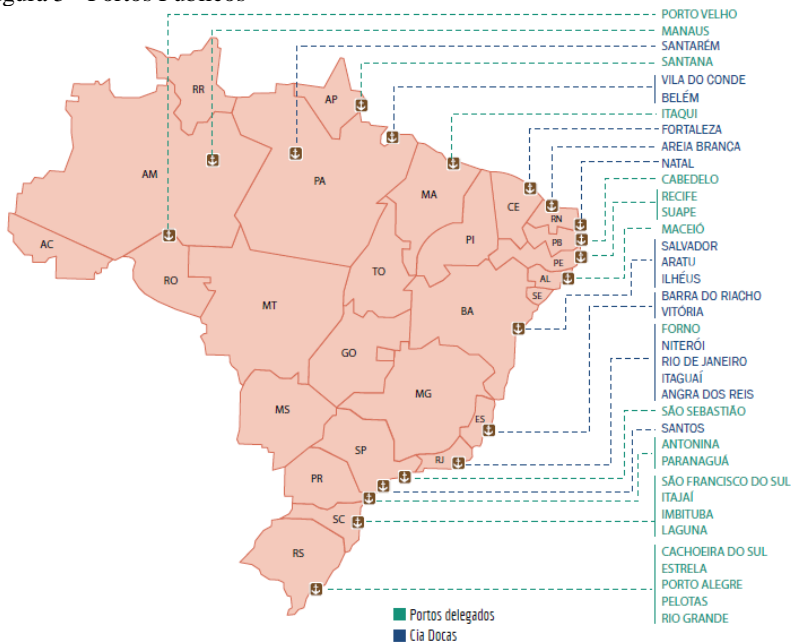 PORTO VELHO
MANAUS
SANTARÉM
SANTANA
VILA DO CONDE
BELÉM
ITAQUI
FORTALEZA
AREIA BRANCA
NATAL
CABEDELO
RECIFE
SUAPE
MACEIÓ
SALVADOR
ARATU
ILHÉUS
BARRA DO RIACHO
VITÓRIA
FORNO
NITERÓI
RIO DE JANEIRO
ITAGUAÍ
ANGRA DOS REIS
SÃO SEBASTIÃO
SANTOS
ANTONINA
PARANAGUÁ
SÃO FRANCISCO DO SUL
ITAJAÍ
IMBITUBA
LAGUNA
CACHOEIRA DO SUL
ESTRELA
PORTO ALEGRE
PELOTAS
RIO GRANDE
RR
AP
AM
PA
MA
CE
RN
PI
PB
PE
AC
AL
RO
TO
SE
MT
BA
GO
MG
MS
ES
SP
RJ
PR
SC
RS
Portos delegados
Cia Docas